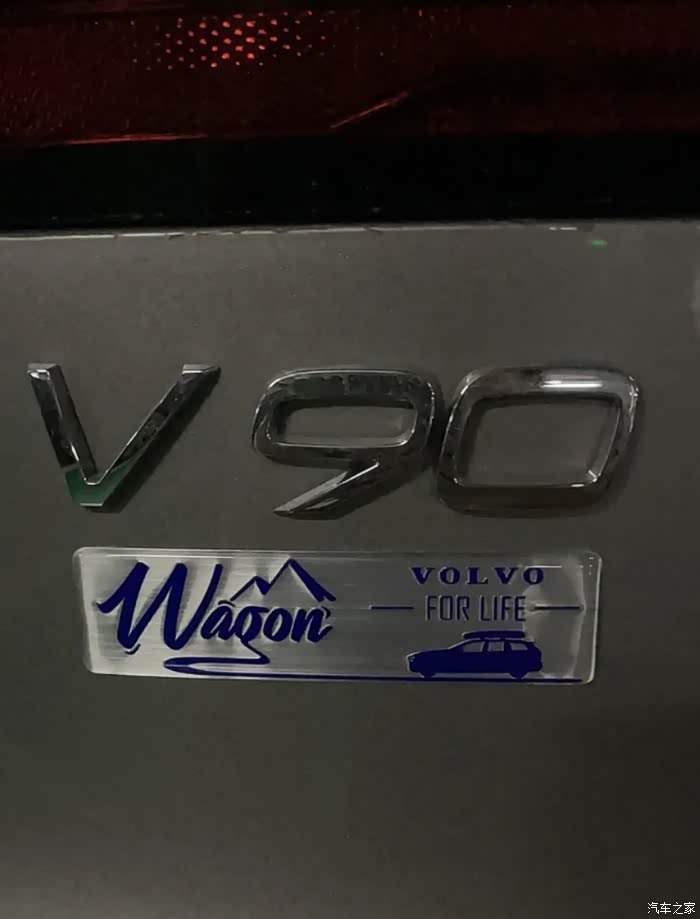 V90
Wagon
VOLVO
FOR LIFE
汽车之家